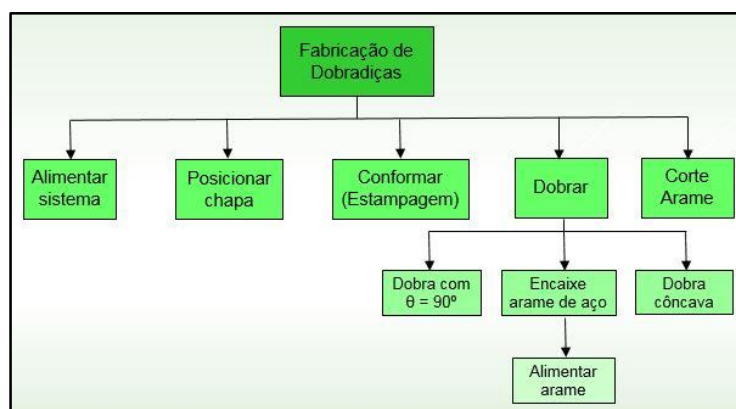 Fabricação de
Dobradiças
Alimentar
sistema
Posicionar
chapa
Conformar
(Estampagem)
Dobrar
Corte
Arame
Dobra com
θ = 90º
Encaixe
arame de aço
Dobra
côncava
Alimentar
arame